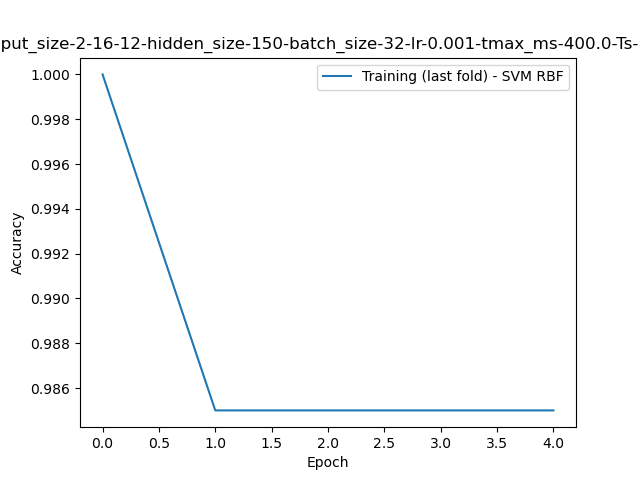 put_size-2-16-12-hidden_size-150-batch_size-32-lr-0.001-tmax_ms-400.0-Ts-
Training (last fold) - SVM RBF
1.000
0.998
0.996
0.994
0.992
0.990
0.988
0.986
Accuracy
0.0 0.5 1.0 1.5 2.0 2.5 3.0 3.5 4.0
Epoch